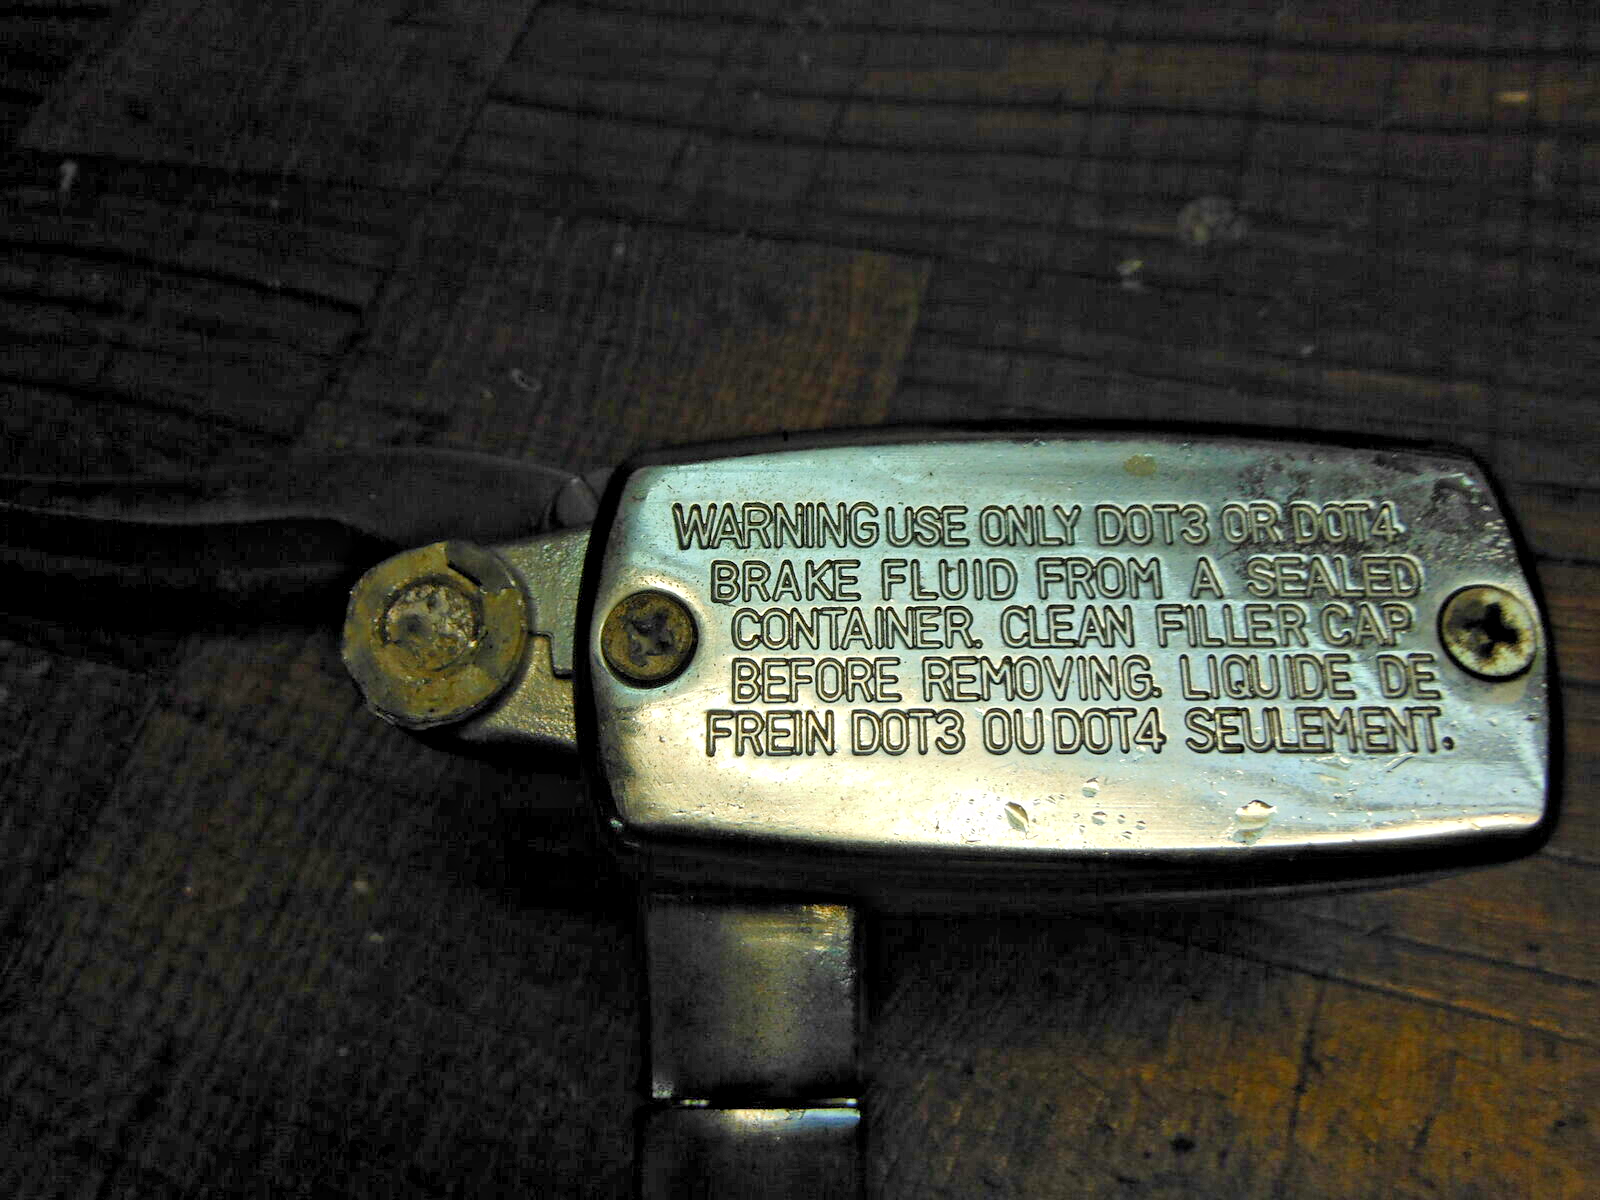 WARNING USE ONLY DOT3 OR DOT4
BRAKE FLUID FROM A SEALED
CONTAINER. CLEAN FILLER CAP
BEFORE REMOVING. LIQUIDE DE
FREIN DOT3 OU DOT4 SEULEMENT.